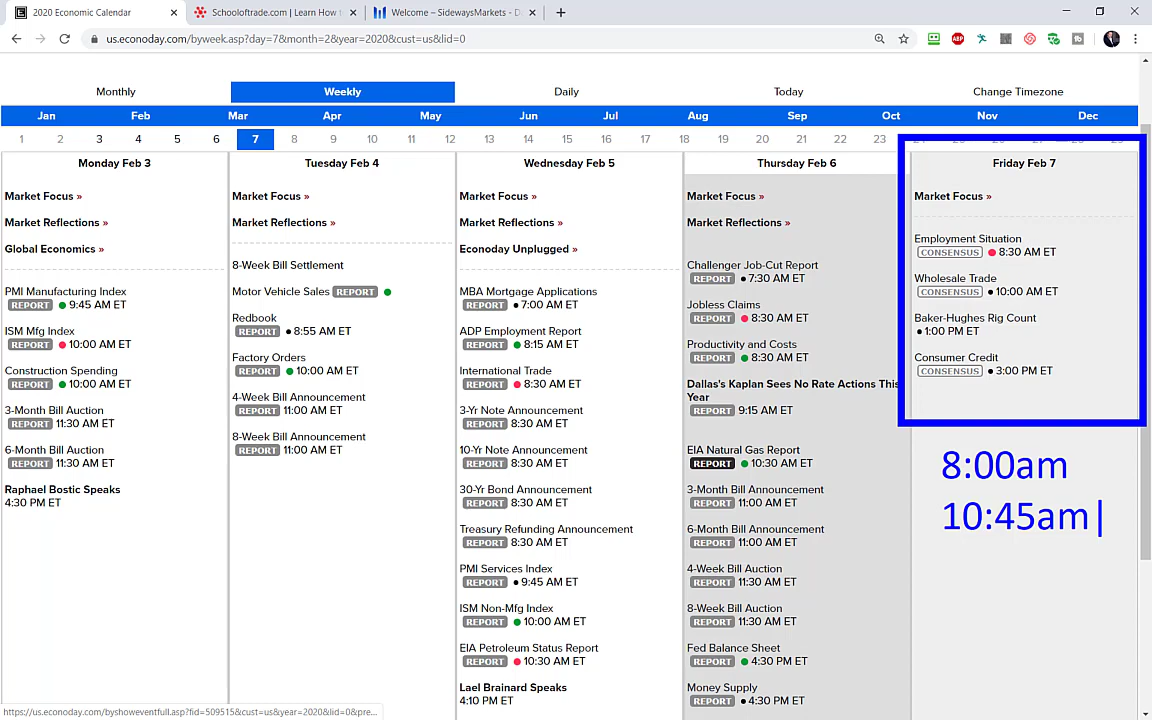 2020 Economic Calendar
Schooloftrade.com | Learn How
Welcome – SidewaysMarkets - D
us.econoday.com/byweek.asp?day=7&month=2&year=2020&cust=us&lid=0
ABP
Monthly Weekly Daily Today Change Timezone
Jan Feb Mar Apr May Jun Jul Aug Sep Oct Nov Dec
1 2 3 4 5 6 7 8 9 10 11 12 13 14 15 16 17 18 19 20 21 22 23
Monday Feb 3
Market Focus »
Market Reflections »
Global Economics »
PMI Manufacturing Index
REPORT 9:45 AM ET
ISM Mfg Index
REPORT 10:00 AM ET
Construction Spending
REPORT 10:00 AM ET
3-Month Bill Auction
REPORT 11:30 AM ET
6-Month Bill Auction
REPORT 11:30 AM ET
Raphael Bostic Speaks
4:30 PM ET
Tuesday Feb 4
Market Focus »
Market Reflections »
8-Week Bill Settlement
Motor Vehicle Sales REPORT
Redbook
REPORT 8:55 AM ET
Factory Orders
REPORT 10:00 AM ET
4-Week Bill Announcement
REPORT 11:00 AM ET
8-Week Bill Announcement
REPORT 11:00 AM ET
Wednesday Feb 5
Market Focus »
Market Reflections »
Econoday Unplugged »
MBA Mortgage Applications
REPORT 7:00 AM ET
ADP Employment Report
REPORT 8:15 AM ET
International Trade
REPORT 8:30 AM ET
3-Yr Note Announcement
REPORT 8:30 AM ET
10-Yr Note Announcement
REPORT 8:30 AM ET
30-Yr Bond Announcement
REPORT 8:30 AM ET
Treasury Refunding Announcement
REPORT 8:30 AM ET
PMI Services Index
REPORT 9:45 AM ET
ISM Non-Mfg Index
REPORT 10:00 AM ET
EIA Petroleum Status Report
REPORT 10:30 AM ET
Lael Brainard Speaks
4:10 PM ET
Thursday Feb 6
Market Focus »
Market Reflections »
Challenger Job-Cut Report
REPORT 7:30 AM ET
Jobless Claims
REPORT 8:30 AM ET
Productivity and Costs
REPORT 8:30 AM ET
Dallas's Kaplan Sees No Rate Actions This
Year
REPORT 9:15 AM ET
EIA Natural Gas Report
REPORT 10:30 AM ET
3-Month Bill Announcement
REPORT 11:00 AM ET
6-Month Bill Announcement
REPORT 11:00 AM ET
4-Week Bill Auction
REPORT 11:30 AM ET
8-Week Bill Auction
REPORT 11:30 AM ET
Fed Balance Sheet
REPORT 4:30 PM ET
Money Supply
REPORT 4:30 PM ET
Friday Feb 7
Market Focus »
Employment Situation
CONSENSUS 8:30 AM ET
Wholesale Trade
CONSENSUS 10:00 AM ET
Baker-Hughes Rig Count
1:00 PM ET
Consumer Credit
CONSENSUS 3:00 PM ET
8:00am
10:45am
https://us.econoday.com/byshoweventfull.asp?fid=509515&cust=us&year=2020&lid=0&pre...